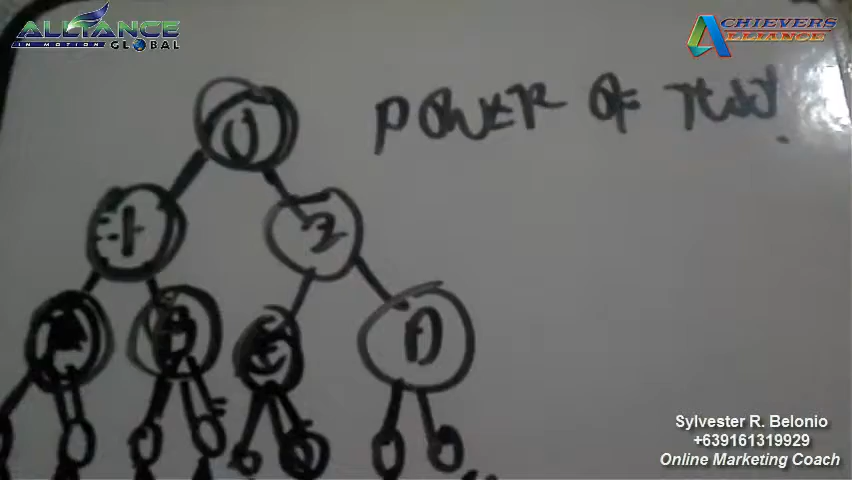 ALLIANCE
IN MOTION GLOBAL
ACHIEVERS
ALLIANCE
POWER OF TWO
U
1
2
A
B
C
D
Sylvester R. Belonio
+639161319929
Online Marketing Coach